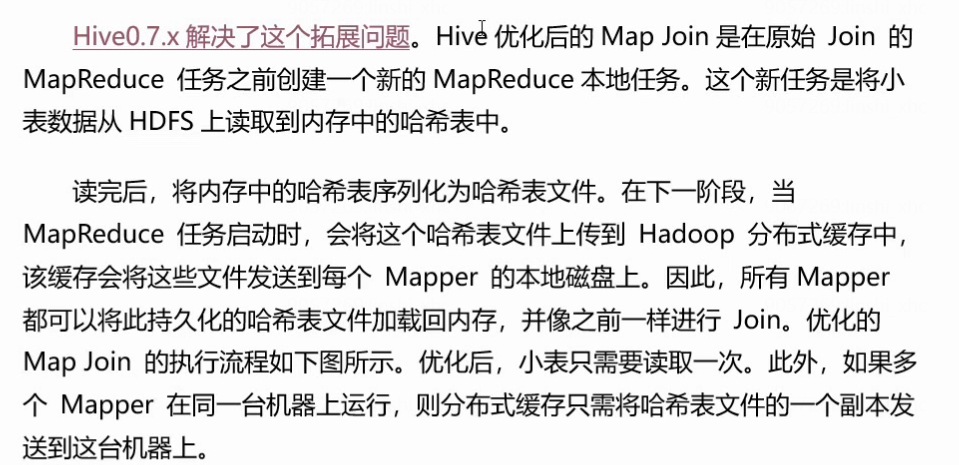 Hive0.7.x 解决了这个拓展问题。Hive 优化后的 Map Join 是在原始 Join 的
MapReduce 任务之前创建一个新的 MapReduce 本地任务。这个新任务是将小
表数据从 HDFS 上读取到内存中的哈希表中。
读完后，将内存中的哈希表序列化为哈希表文件。在下一阶段，当
MapReduce 任务启动时，会将这个哈希表文件上传到 Hadoop 分布式缓存中，
该缓存会将这些文件发送到每个 Mapper 的本地磁盘上。因此，所有 Mapper
都可以将此持久化的哈希表文件加载回内存，并像之前一样进行 Join。优化的
Map Join 的执行流程如下图所示。优化后，小表只需要读取一次。此外，如果多
个 Mapper 在同一台机器上运行，则分布式缓存只需将哈希表文件的一个副本发
送到这台机器上。